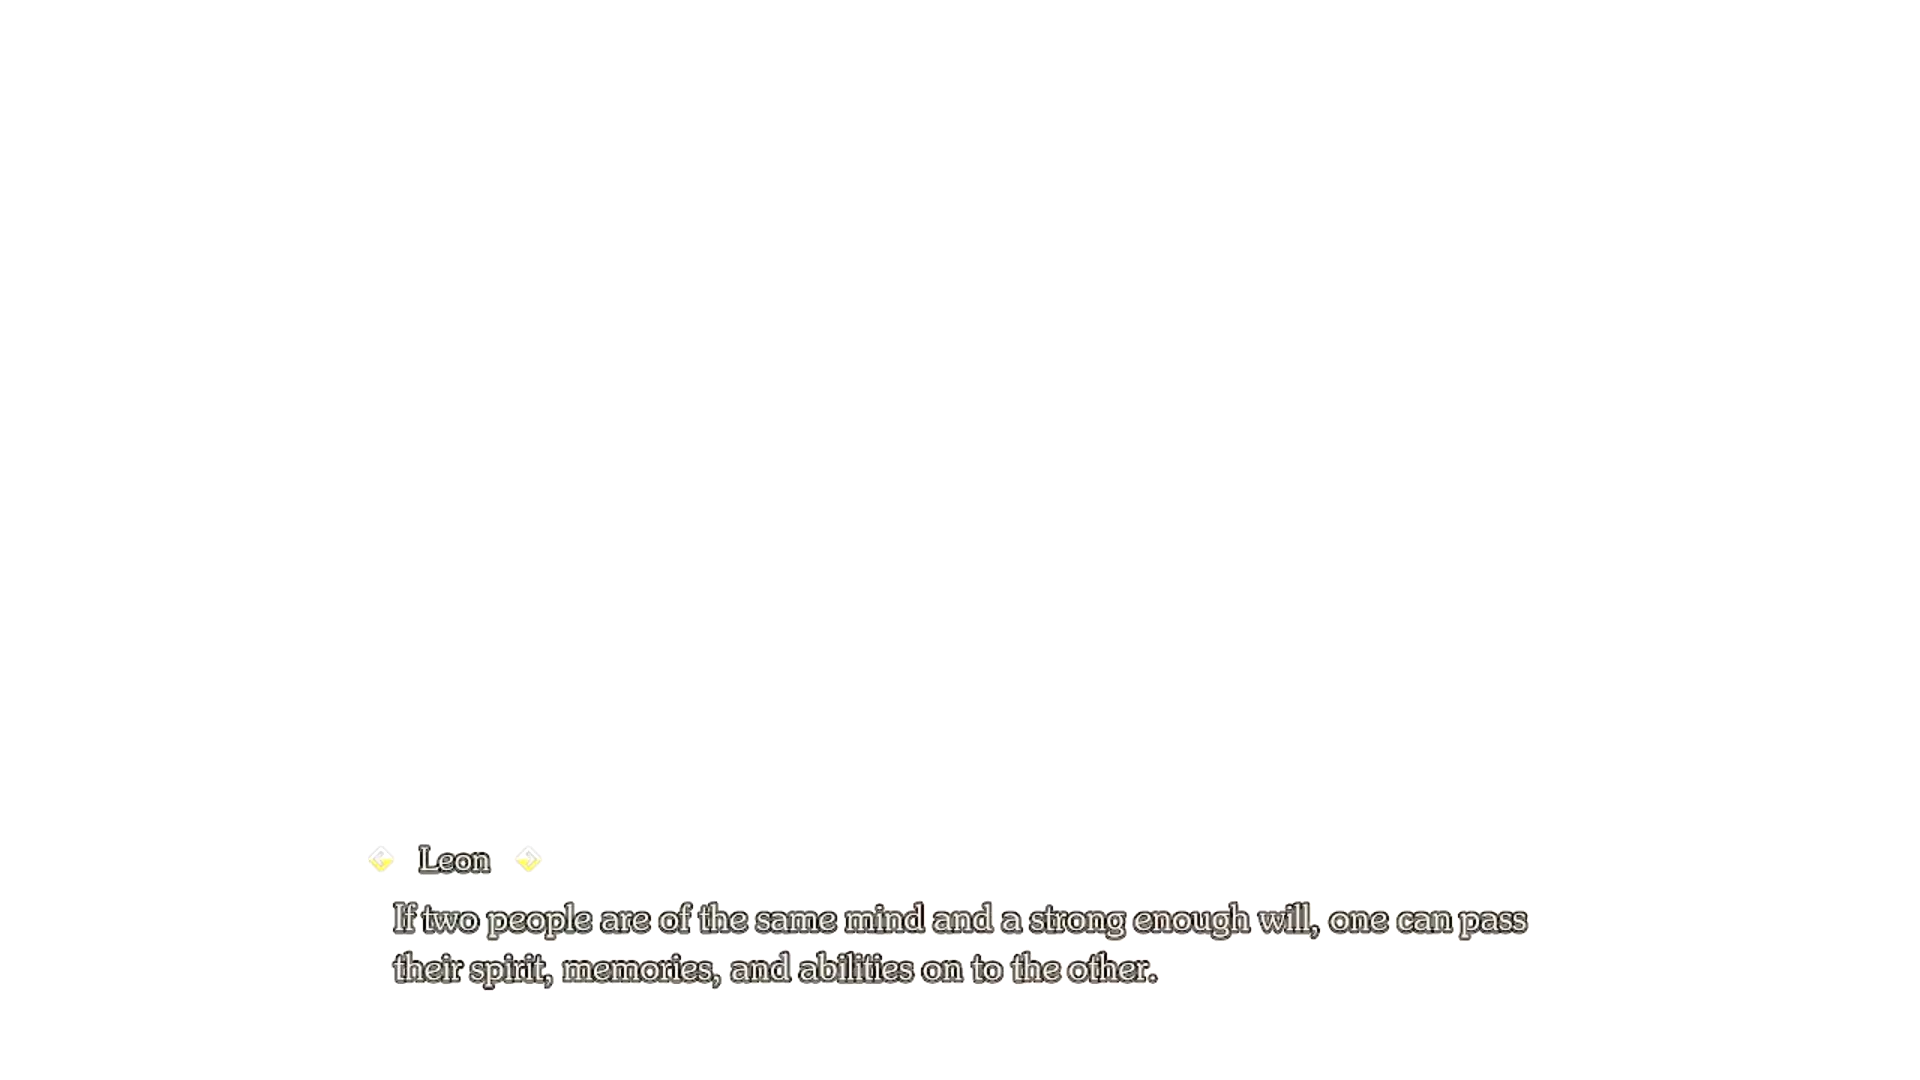 Leon
If two people are of the same mind and a strong enough will, one can pass
their spirit, memories, and abilities on to the other.